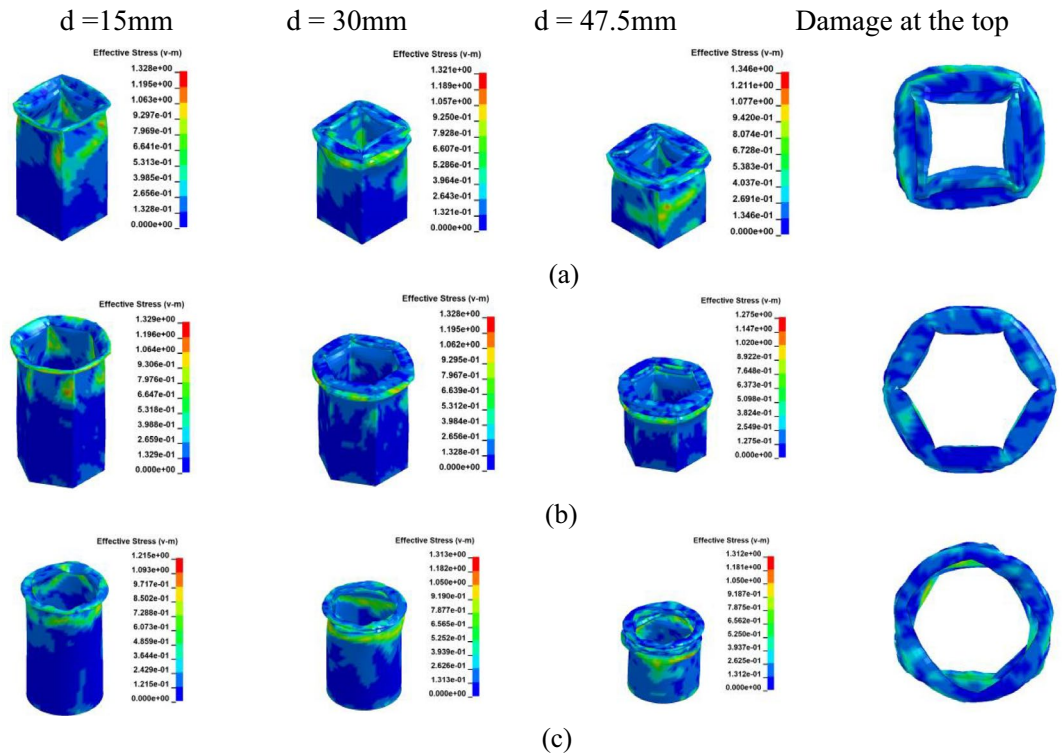 d =15mm
d = 30mm
d = 47.5mm
Damage at the top
Effective Stress (v-m)
1.328e+00
1.195e+00
1.063e+00
9.297e-01
7.969e-01
6.641e-01
5.313e-01
3.985e-01
2.656e-01
1.328e-01
0.000e+00
Effective Stress (v-m)
1.321e+00
1.189e+00
1.057e+00
9.250e-01
7.928e-01
6.607e-01
5.286e-01
3.964e-01
2.643e-01
1.321e-01
0.000e+00
Effective Stress (v-m)
1.346e+00
1.211e+00
1.077e+00
9.420e-01
8.074e-01
6.728e-01
5.383e-01
4.037e-01
2.691e-01
1.346e-01
0.000e+00
(a)
Effective Stress (v-m)
1.329e+00
1.196e+00
1.064e+00
9.306e-01
7.976e-01
6.647e-01
5.318e-01
3.988e-01
2.659e-01
1.329e-01
0.000e+00
Effective Stress (v-m)
1.328e+00
1.195e+00
1.062e+00
9.295e-01
7.967e-01
6.639e-01
5.312e-01
3.984e-01
2.656e-01
1.328e-01
0.000e+00
Effective Stress (v-m)
1.275e+00
1.147e+00
1.020e+00
8.922e-01
7.648e-01
6.373e-01
5.098e-01
3.824e-01
2.549e-01
1.275e-01
0.000e+00
(b)
Effective Stress (v-m)
1.215e+00
1.093e+00
9.717e-01
8.502e-01
7.288e-01
6.073e-01
4.859e-01
3.644e-01
2.429e-01
1.215e-01
0.000e+00
Effective Stress (v-m)
1.313e+00
1.182e+00
1.050e+00
9.190e-01
7.877e-01
6.565e-01
5.252e-01
3.939e-01
2.626e-01
1.313e-01
0.000e+00
Effective Stress (v-m)
1.312e+00
1.181e+00
1.050e+00
9.187e-01
7.875e-01
6.562e-01
5.250e-01
3.937e-01
2.625e-01
1.312e-01
0.000e+00
(c)